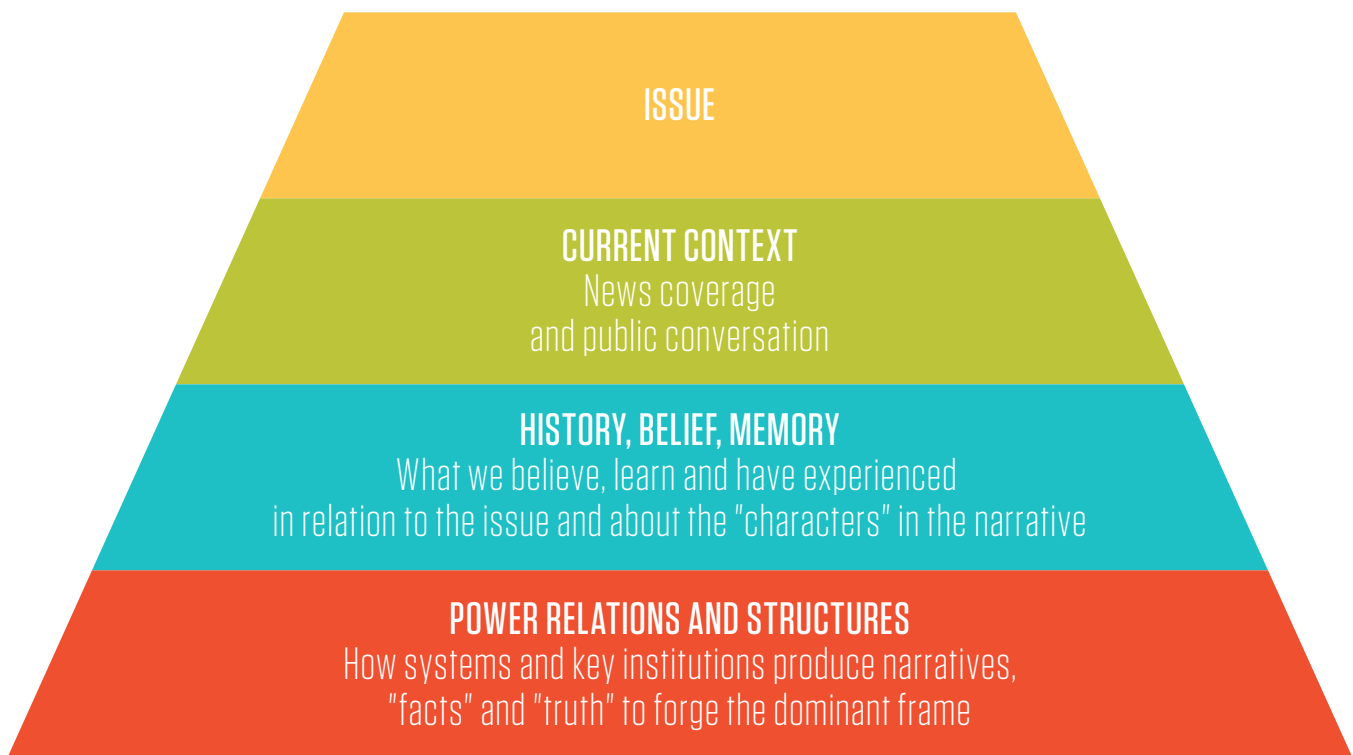 ISSUE
CURRENT CONTEXT
News coverage
and public conversation
HISTORY, BELIEF, MEMORY
What we believe, learn and have experienced
in relation to the issue and about the "characters" in the narrative
POWER RELATIONS AND STRUCTURES
How systems and key institutions produce narratives,
"facts" and "truth" to forge the dominant frame